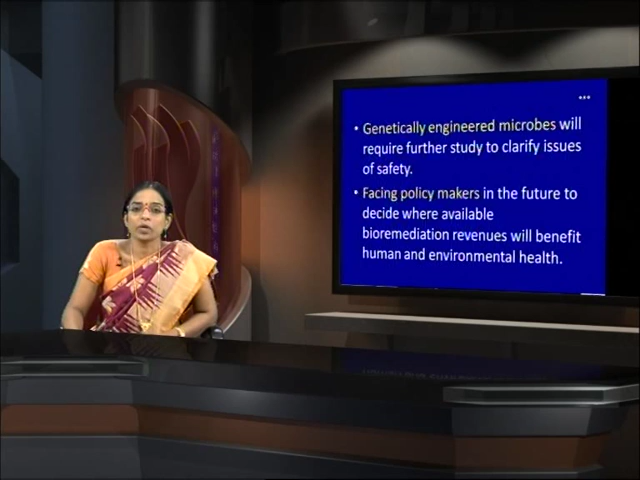 ...
• Genetically engineered microbes will
require further study to clarify issues
of safety.
• Facing policy makers in the future to
decide where available
bioremediation revenues will benefit
human and environmental health.